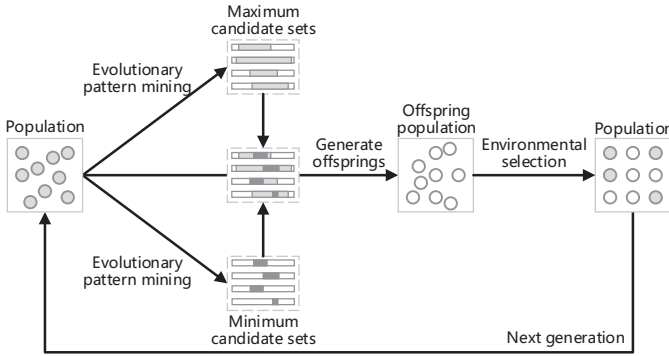 Maximum
candidate sets
Evolutionary
pattern mining
Population
Generate
offsprings
Offspring
population
Environmental
selection
Population
Evolutionary
pattern mining
Minimum
candidate sets
Next generation